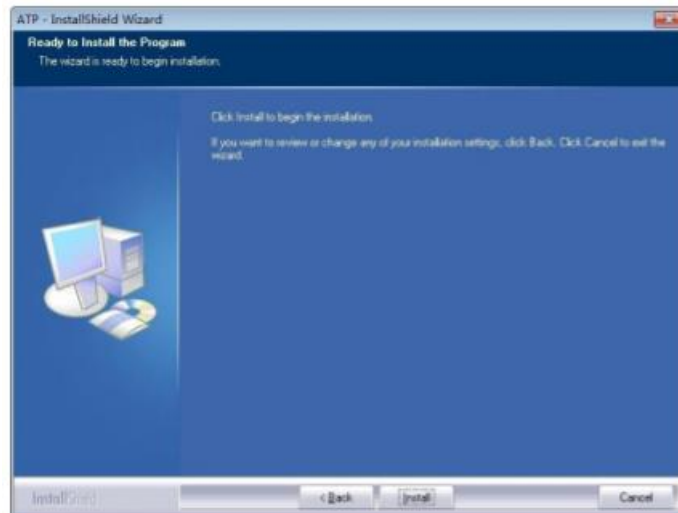 ATP - InstallShield Wizard
Ready to Install the Program
The wizard is ready to begin installation.
Click Install to begin the installation.
If you want to review or change any of your installation settings, click Back. Click Cancel to exit the
wizard.
InstallShield
< Back
Install
Cancel